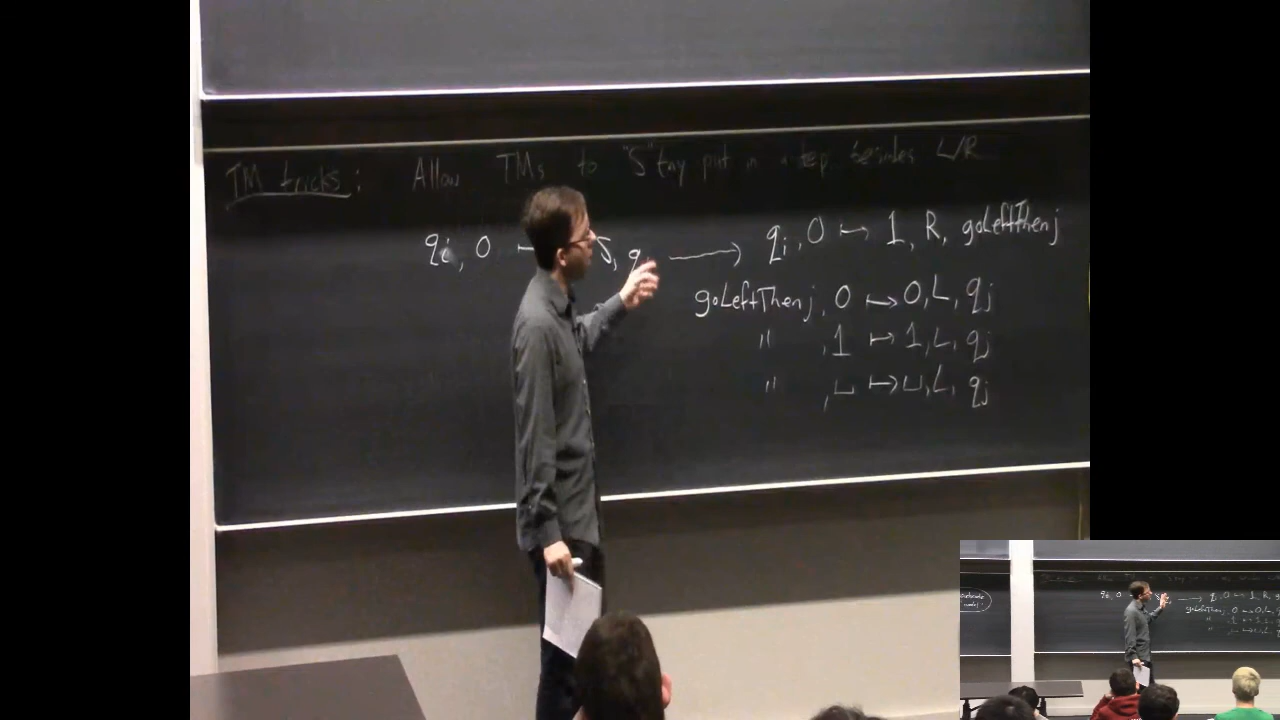 TM tricks: Allow TMs to "S"tay put in a step besides L/R
qi, 0 ↦ S, qj ⟶ qi, 0 ↦ 1, R, goLeftThenj
goLeftThenj, 0 ↦ 0, L, qj
" , 1 ↦ 1, L, qj
" , ⊔ ↦ ⊔, L, qj